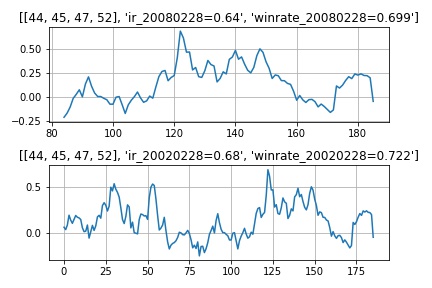 [[44, 45, 47, 52], 'ir_20080228=0.64', 'winrate_20080228=0.699']
0.50
0.25
0.00
−0.25
80 100 120 140 160 180
[[44, 45, 47, 52], 'ir_20020228=0.68', 'winrate_20020228=0.722']
0.5
0.0
0 25 50 75 100 125 150 175